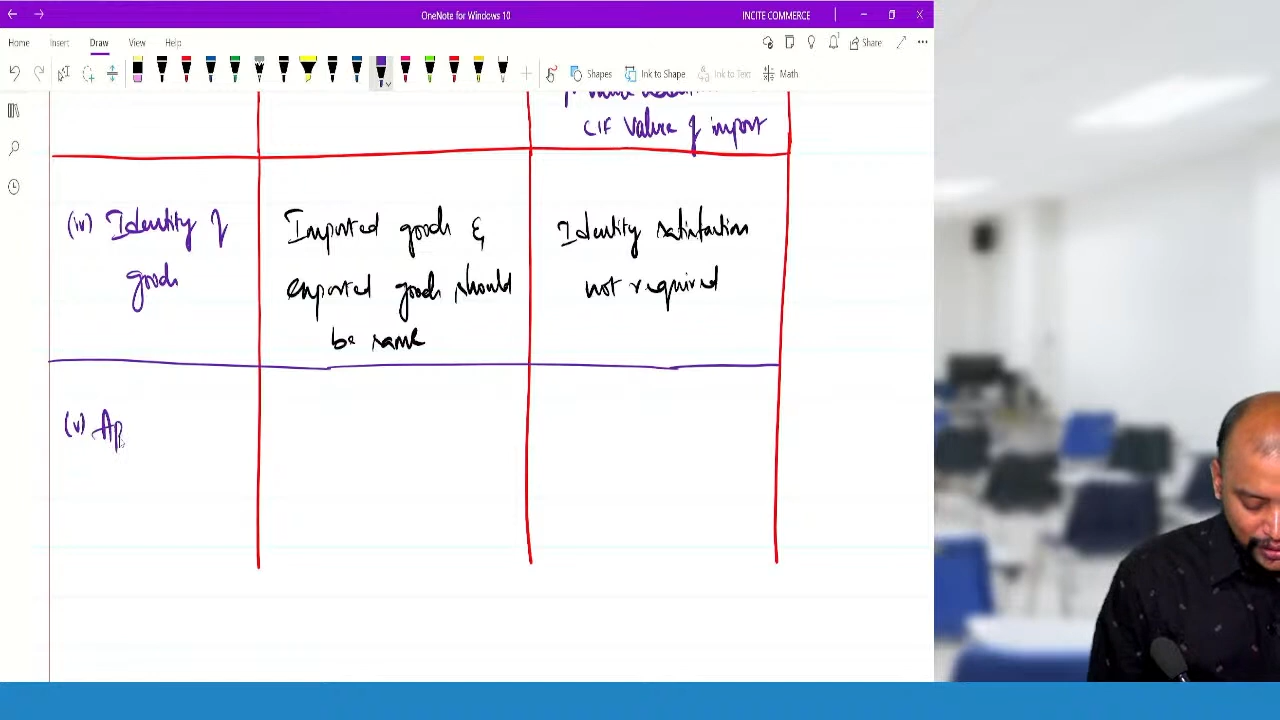 OneNote for Windows 10
INCITE COMMERCE
Home Insert Draw View Help
Share
Shapes
Ink to Shape
Ink to Text
Math
CIF Value of import
(iv) Identity of
goods
Imported goods &
exported goods should
be same
Identity satisfaction
not required
(v) Ap